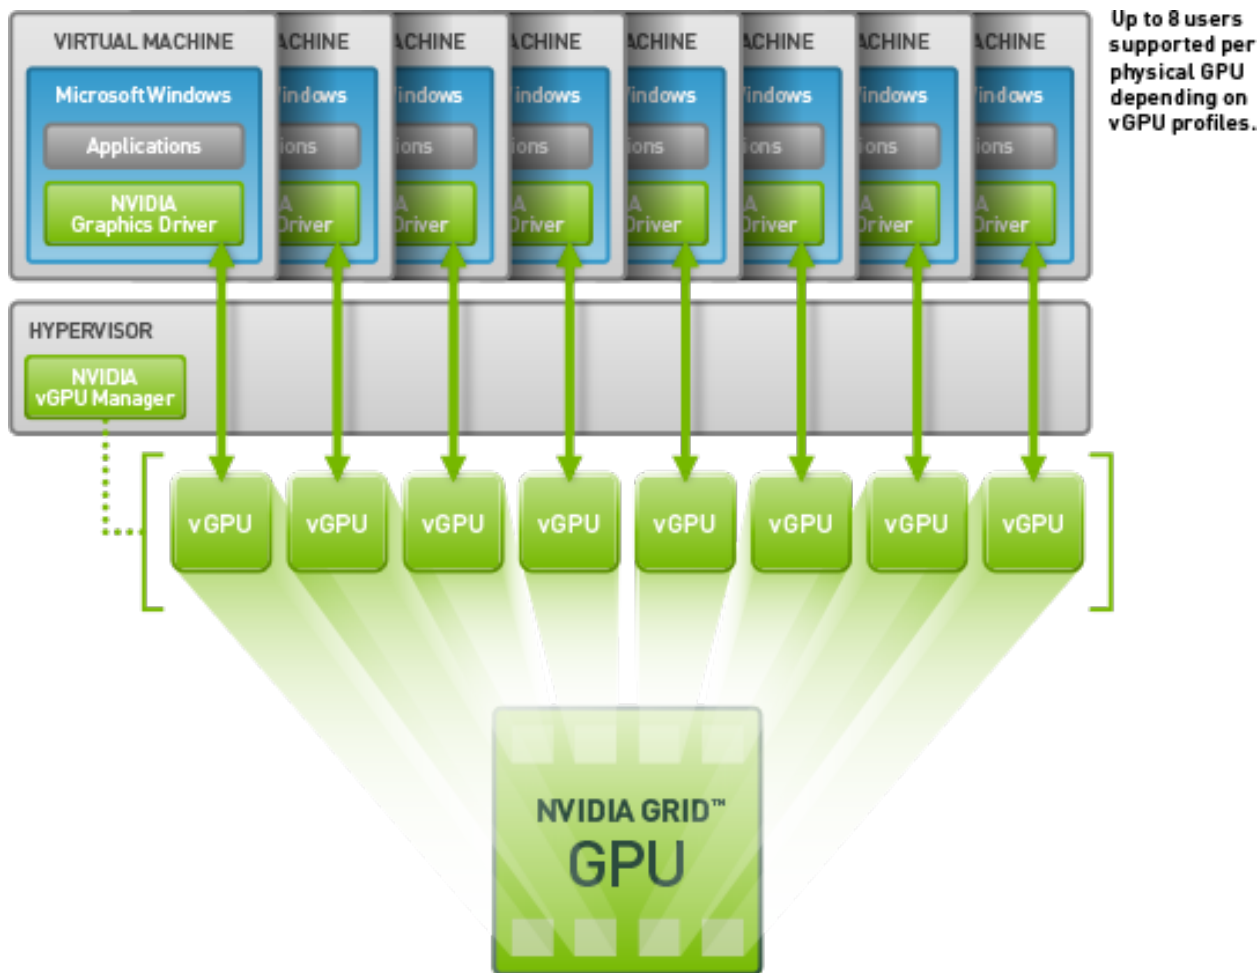 Up to 8 users
supported per
physical GPU
depending on
vGPU profiles.
VIRTUAL MACHINE ACHINE ACHINE ACHINE ACHINE ACHINE ACHINE ACHINE
Microsoft Windows indows indows indows indows indows indows indows
Applications ions ions ions ions ions ions ions
NVIDIA A A A A A A A
Graphics Driver Driver Driver Driver Driver Driver Driver Driver
HYPERVISOR
NVIDIA
vGPU Manager
vGPU vGPU vGPU vGPU vGPU vGPU vGPU vGPU
NVIDIA GRID™
GPU